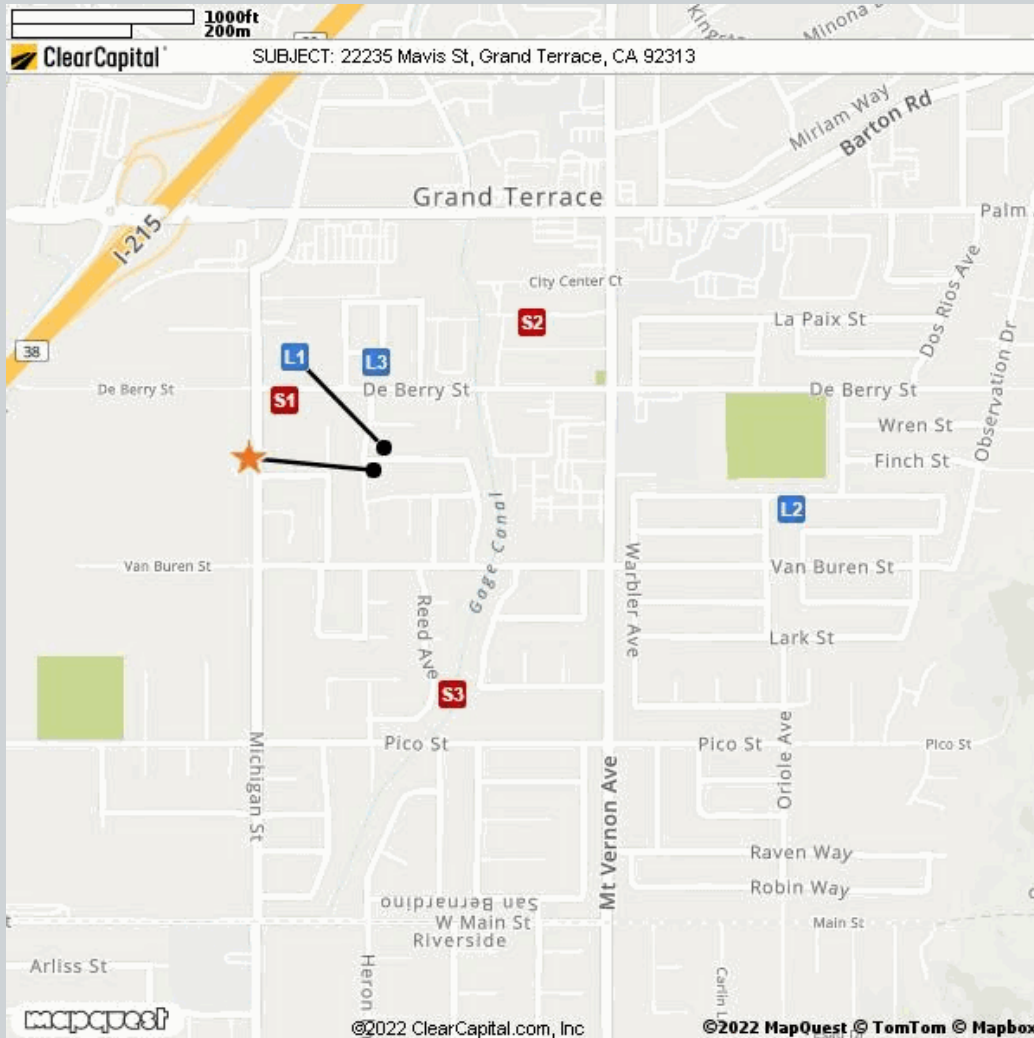 1000ft
200m
ClearCapital
SUBJECT: 22235 Mavis St, Grand Terrace, CA 92313
Minona
Miriam Way
Barton Rd
Grand Terrace
Palm
I-215
City Center Ct
Dos Rios Ave
Observation Dr
S2
La Paix St
38
L1
L3
De Berry St
De Berry St
De Berry St
S1
Wren St
Finch St
L2
Gage Canal
Van Buren St
Van Buren St
Warbler Ave
Reed Ave
Lark St
S3
Michigan St
Pico St
Pico St
Pico St
Oriole Ave
Mt Vernon Ave
Raven Way
Robin Way
San Bernardino
W Main St
Main St
Riverside
Arliss St
Heron
mapquest
©2022 ClearCapital.com, Inc
©2022 MapQuest © TomTom © Mapbox